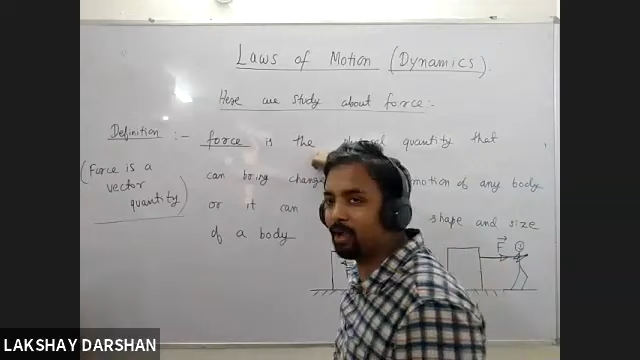 Laws of Motion (Dynamics).
Here we study about force:-
Definition :- force is the quantity that
(Force is a
vector
quantity)
can bring change motion of any body
or it can shape and size
of a body
F
LAKSHAY DARSHAN